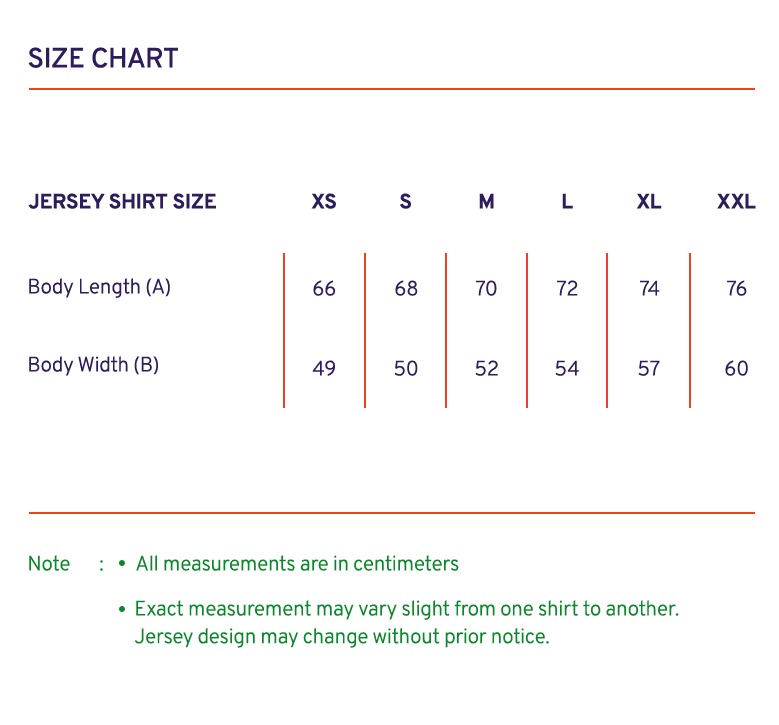 SIZE CHART
JERSEY SHIRT SIZE XS S M L XL XXL
Body Length (A) 66 68 70 72 74 76
Body Width (B) 49 50 52 54 57 60
Note : • All measurements are in centimeters
• Exact measurement may vary slight from one shirt to another.
Jersey design may change without prior notice.